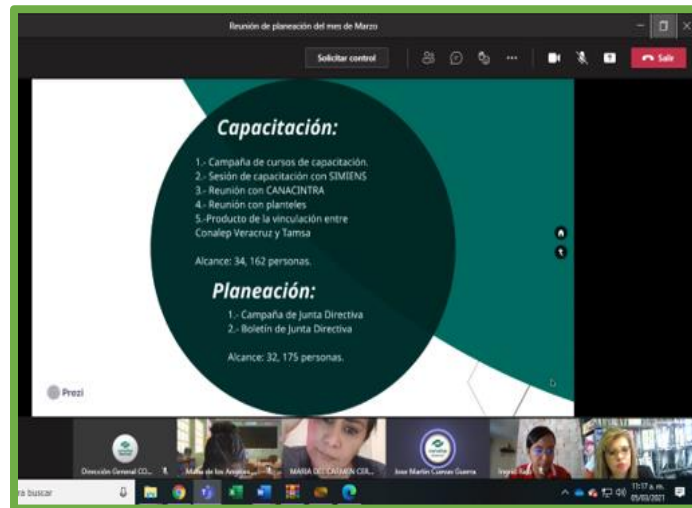 Reunión de planeación del mes de Marzo
Solicitar control
Salir
Capacitación:
1.- Campaña de cursos de capacitación.
2.- Sesión de capacitación con SIMIENS
3.- Reunión con CANACINTRA
4.- Reunión con planteles
5.-Producto de la vinculación entre
Conalep Veracruz y Tamsa
Alcance: 34, 162 personas.
Planeación:
1.- Campaña de Junta Directiva
2.- Boletín de Junta Directiva
Alcance: 32, 175 personas.
Prezi
Dirección General CO...
Maria de los Angeles
MARIA DEL CARMEN CER...
Jose Martin Cuevas Guerra
Ingrid
ra buscar
11:17 a. m.
05/03/2021